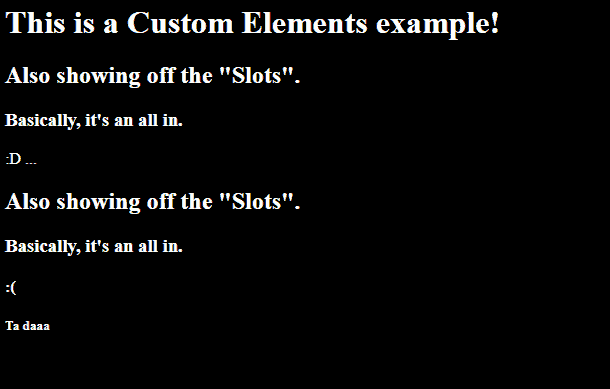 This is a Custom Elements example!
Also showing off the "Slots".
Basically, it's an all in.
:D ...
Also showing off the "Slots".
Basically, it's an all in.
:(
Ta daaa